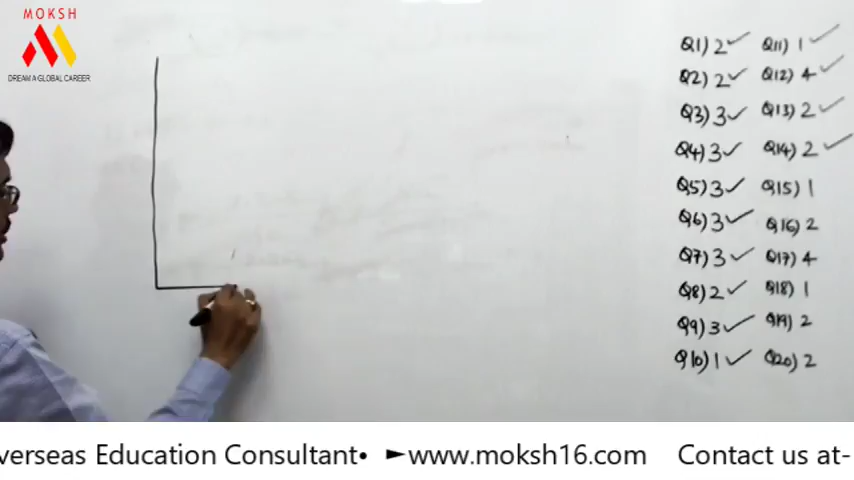 MOKSH
DREAM A GLOBAL CAREER
Q1) 2 ✓ Q11) 1 ✓
Q2) 2 ✓ Q12) 4 ✓
Q3) 3 ✓ Q13) 2 ✓
Q4) 3 ✓ Q14) 2 ✓
Q5) 3 ✓ Q15) 1
Q6) 3 ✓ Q16) 2
Q7) 3 ✓ Q17) 4
Q8) 2 ✓ Q18) 1
Q9) 3 ✓ Q19) 2
Q10) 1 ✓ Q20) 2
verseas Education Consultant• ►www.moksh16.com Contact us at-